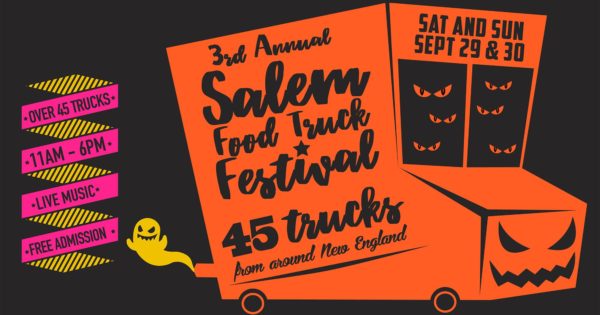 3rd Annual
Salem
Food Truck
Festival
45 trucks
from around New England
SAT AND SUN
SEPT 29 & 30
•OVER 45 TRUCKS•
•11AM - 6PM•
•LIVE MUSIC•
•FREE ADMISSION•